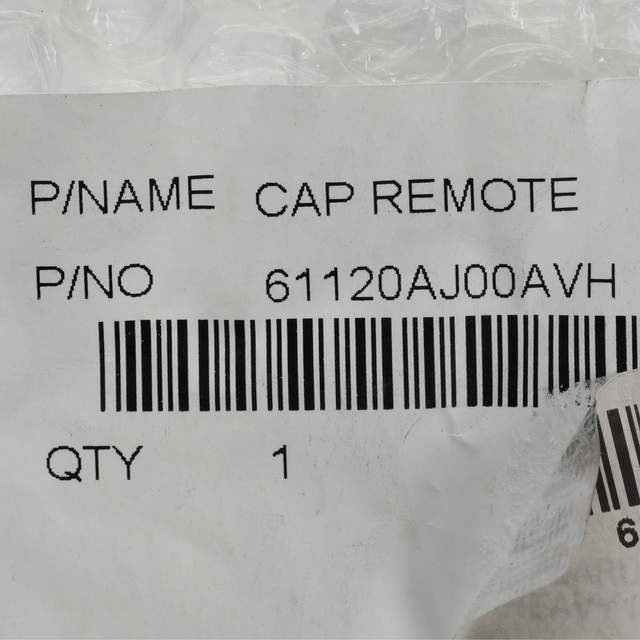 P/NAME CAP REMOTE
P/NO 61120AJ00AVH
QTY 1
6